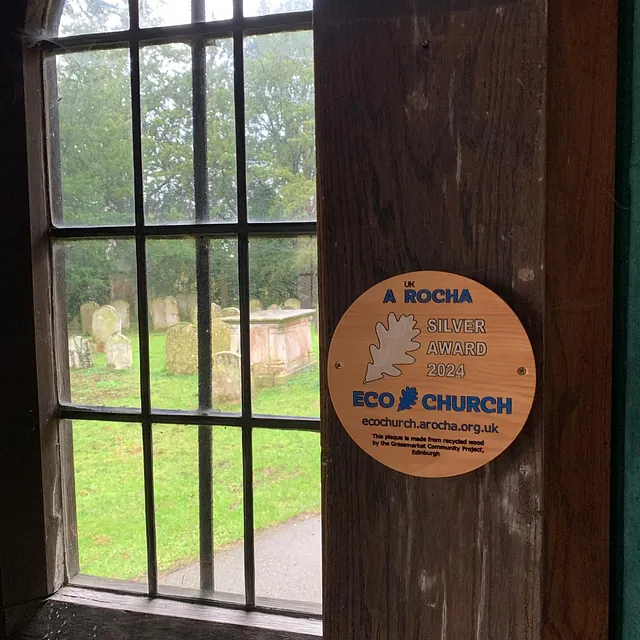 UK
A ROCHA
SILVER
AWARD
2024
ECO CHURCH
ecochurch.arocha.org.uk
This plaque is made from recycled wood
by the Grassmarket Community Project,
Edinburgh